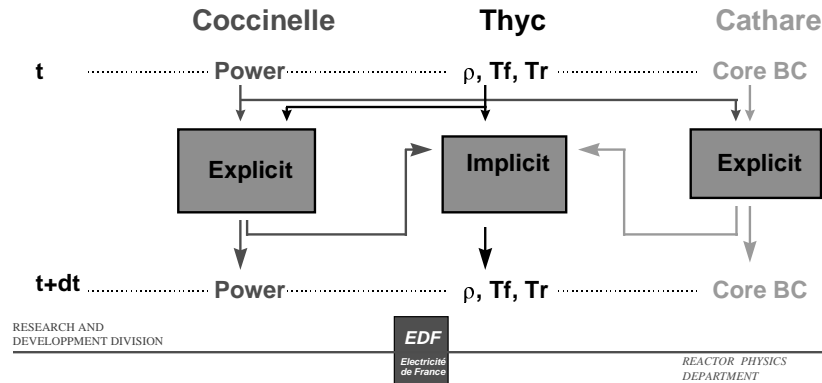 Coccinelle Thyc Cathare
t Power ρ, Tf, Tr Core BC
Explicit Implicit Explicit
t+dt Power ρ, Tf, Tr Core BC
RESEARCH AND
DEVELOPPMENT DIVISION
EDF
Electricité
de France
REACTOR PHYSICS
DEPARTMENT